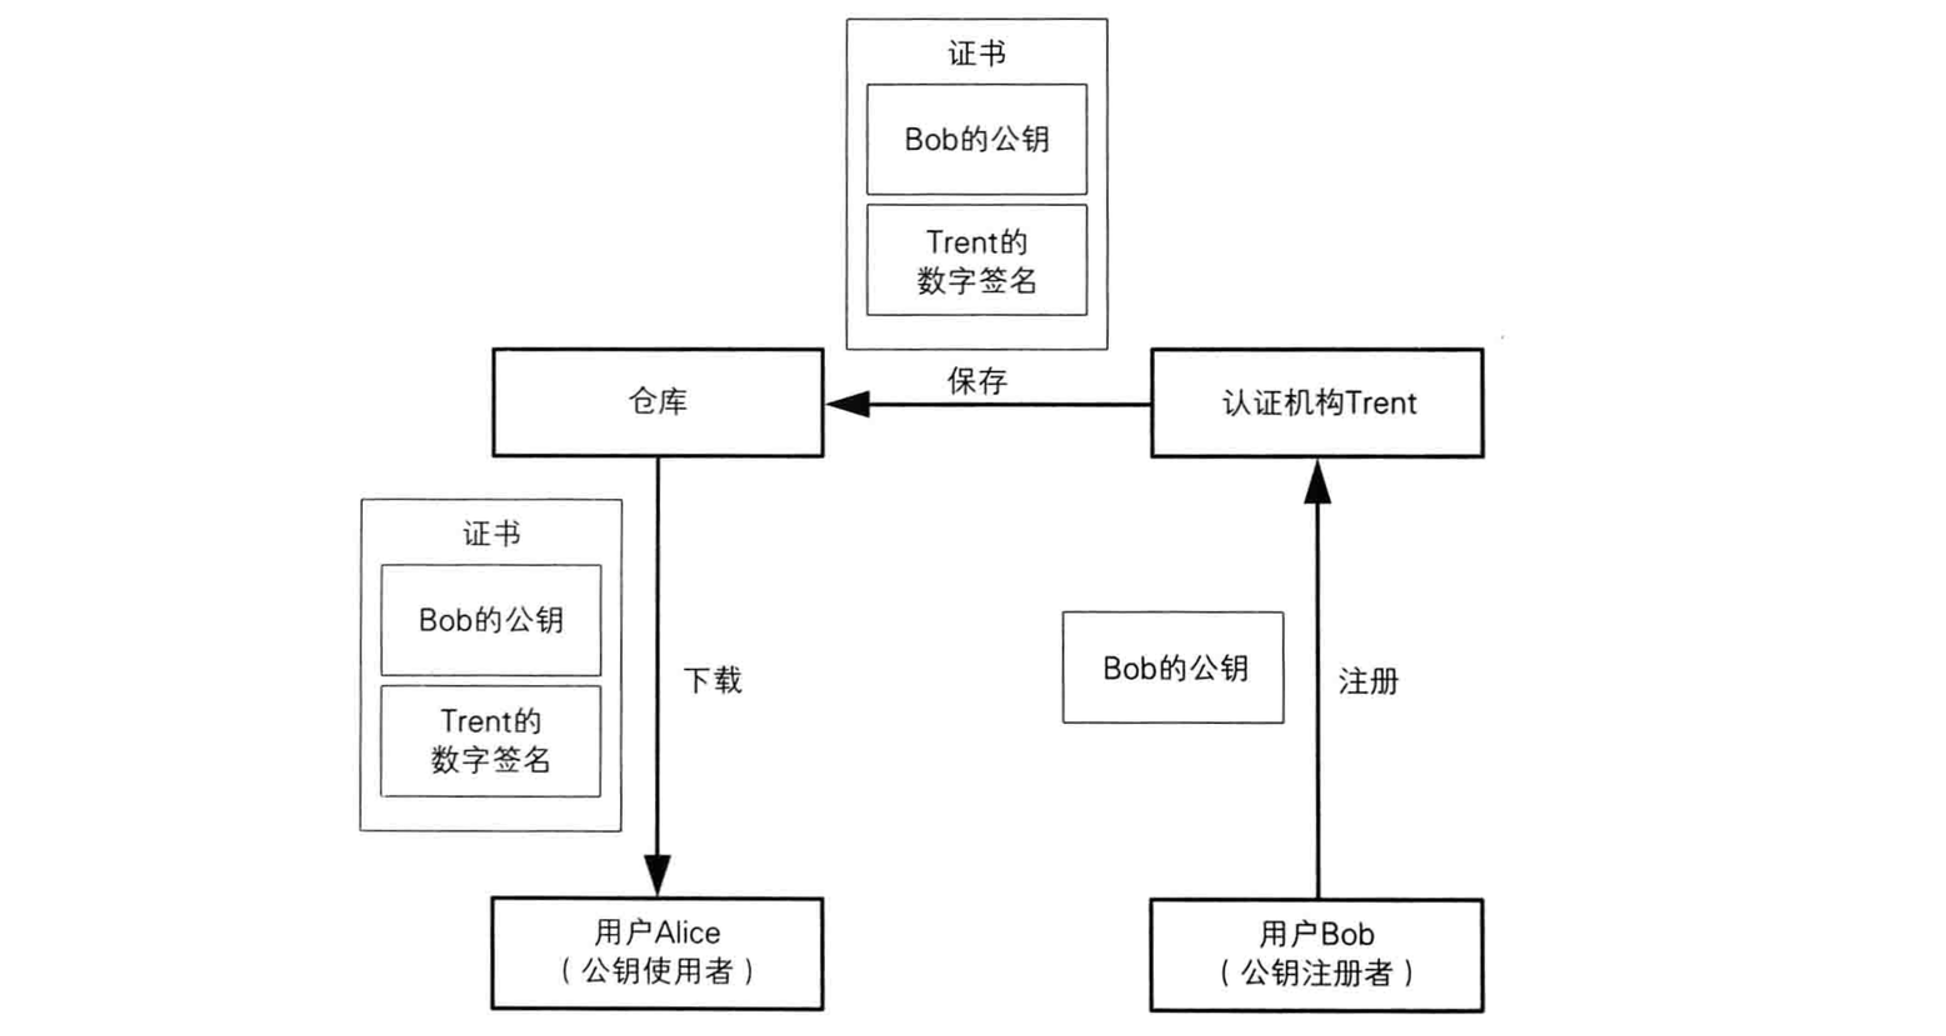 证书
Bob的公钥
Trent的
数字签名
仓库
保存
认证机构Trent
证书
Bob的公钥
Trent的
数字签名
下载
Bob的公钥
注册
用户Alice
（公钥使用者）
用户Bob
（公钥注册者）